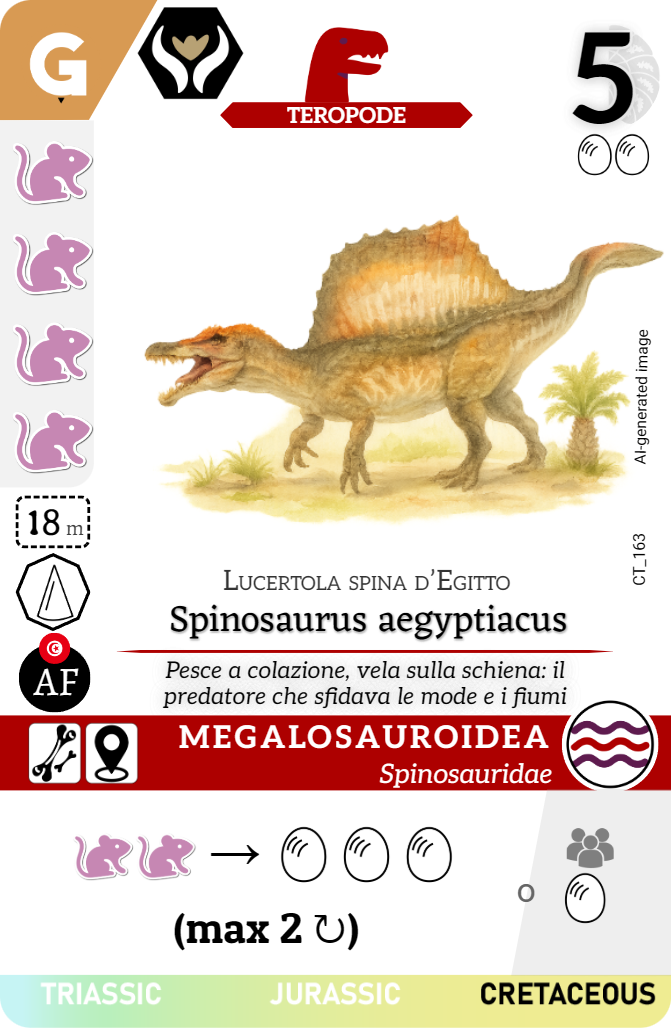 G
TEROPODE
5
AI-generated image
18 m
CT_163
Lucertola spina d'Egitto
Spinosaurus aegyptiacus
AF
Pesce a colazione, vela sulla schiena: il
predatore che sfidava le mode e i fiumi
MEGALOSAUROIDEA
Spinosauridae
→
o
(max 2 ↻)
TRIASSIC JURASSIC CRETACEOUS